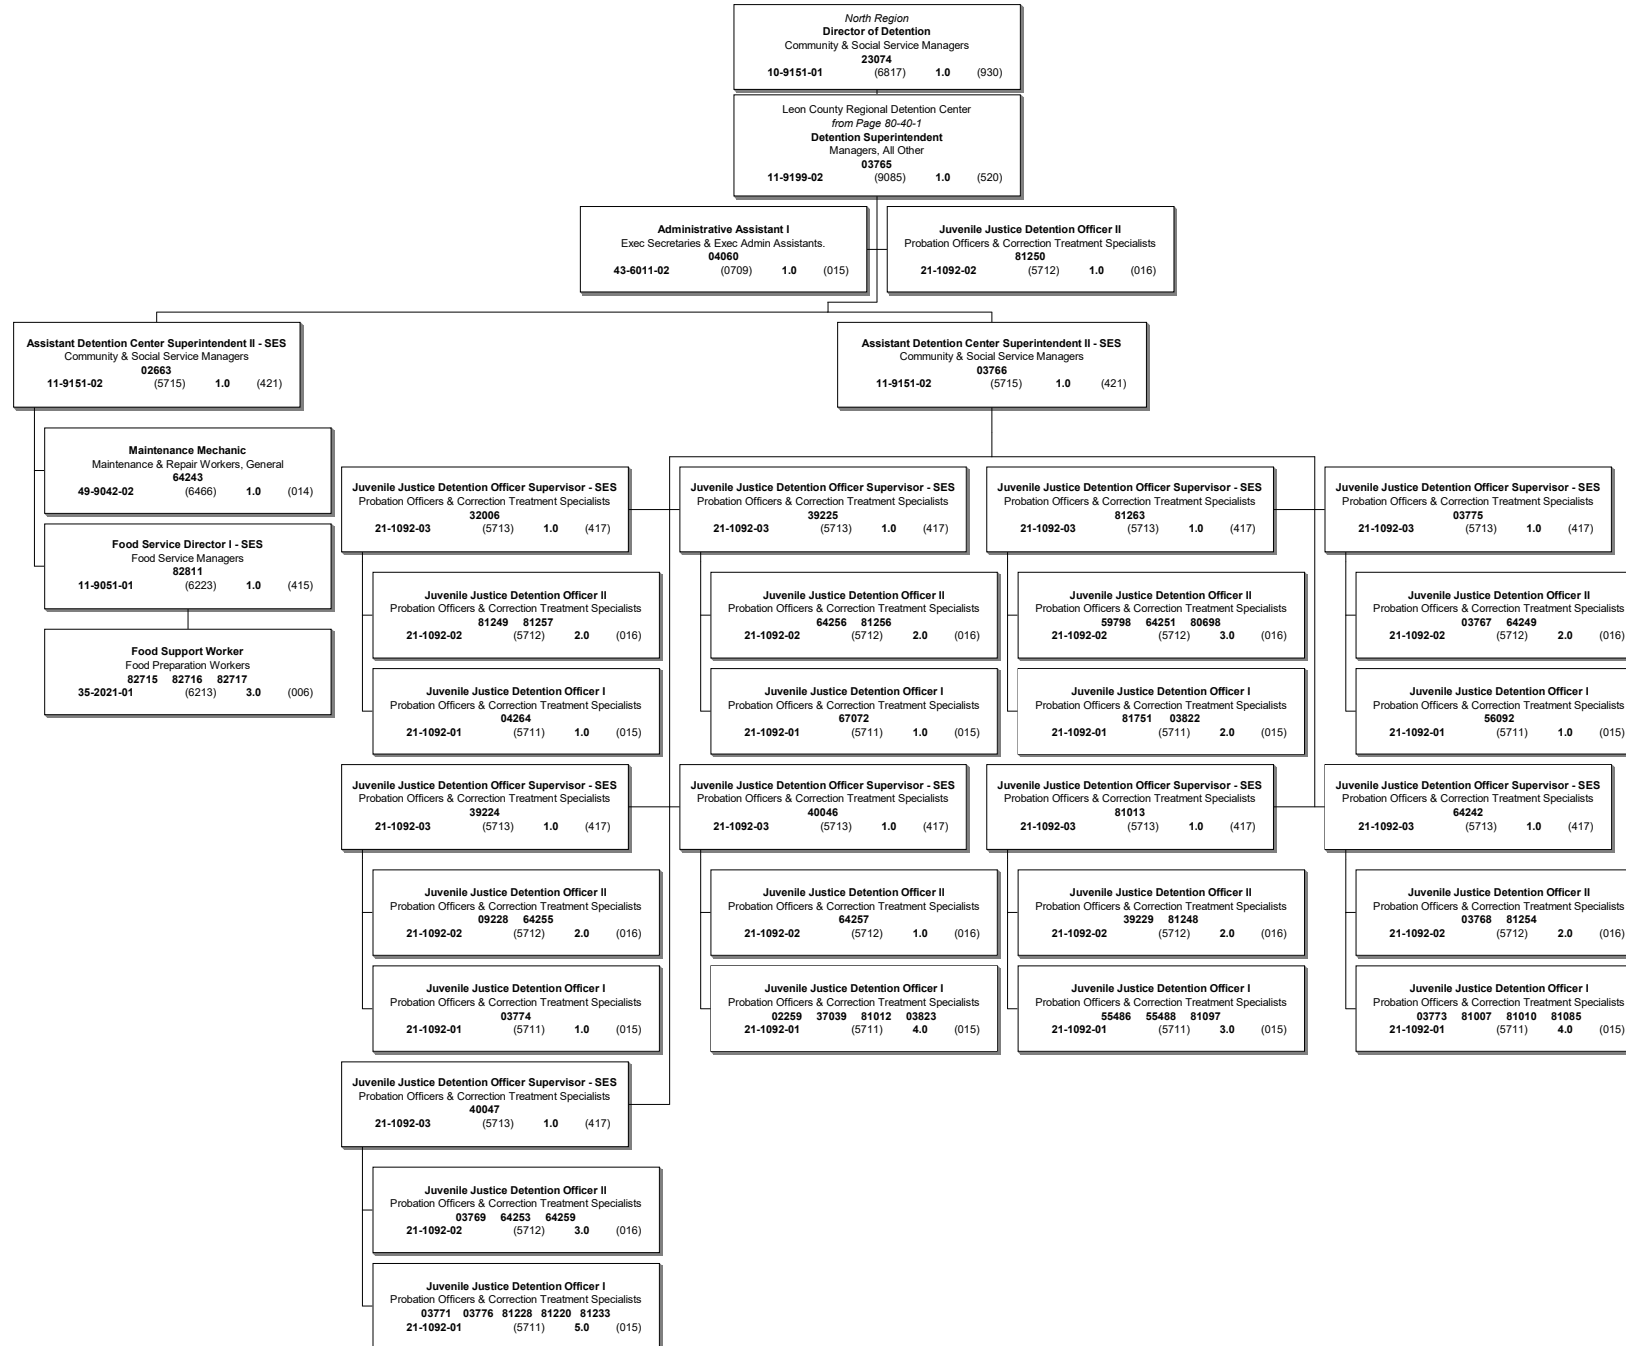 North Region
Director of Detention
Community & Social Service Managers
23074
10-9151-01 (6817) 1.0 (930)
Leon County Regional Detention Center
from Page 80-40-1
Detention Superintendent
Managers, All Other
03765
11-9199-02 (9085) 1.0 (520)
Administrative Assistant I
Exec Secretaries & Exec Admin Assistants.
04060
43-6011-02 (0709) 1.0 (015)
Juvenile Justice Detention Officer II
Probation Officers & Correction Treatment Specialists
81250
21-1092-02 (5712) 1.0 (016)
Assistant Detention Center Superintendent II - SES
Community & Social Service Managers
02663
11-9151-02 (5715) 1.0 (421)
Assistant Detention Center Superintendent II - SES
Community & Social Service Managers
03766
11-9151-02 (5715) 1.0 (421)
Maintenance Mechanic
Maintenance & Repair Workers, General
64243
49-9042-02 (6466) 1.0 (014)
Food Service Director I - SES
Food Service Managers
82811
11-9051-01 (6223) 1.0 (415)
Food Support Worker
Food Preparation Workers
82715 82716 82717
35-2021-01 (6213) 3.0 (006)
Juvenile Justice Detention Officer Supervisor - SES
Probation Officers & Correction Treatment Specialists
32006
21-1092-03 (5713) 1.0 (417)
Juvenile Justice Detention Officer II
Probation Officers & Correction Treatment Specialists
81249 81257
21-1092-02 (5712) 2.0 (016)
Juvenile Justice Detention Officer I
Probation Officers & Correction Treatment Specialists
04264
21-1092-01 (5711) 1.0 (015)
Juvenile Justice Detention Officer Supervisor - SES
Probation Officers & Correction Treatment Specialists
39225
21-1092-03 (5713) 1.0 (417)
Juvenile Justice Detention Officer II
Probation Officers & Correction Treatment Specialists
64256 81256
21-1092-02 (5712) 2.0 (016)
Juvenile Justice Detention Officer I
Probation Officers & Correction Treatment Specialists
67072
21-1092-01 (5711) 1.0 (015)
Juvenile Justice Detention Officer Supervisor - SES
Probation Officers & Correction Treatment Specialists
81263
21-1092-03 (5713) 1.0 (417)
Juvenile Justice Detention Officer II
Probation Officers & Correction Treatment Specialists
59798 64251 80698
21-1092-02 (5712) 3.0 (016)
Juvenile Justice Detention Officer I
Probation Officers & Correction Treatment Specialists
81751 03822
21-1092-01 (5711) 2.0 (015)
Juvenile Justice Detention Officer Supervisor - SES
Probation Officers & Correction Treatment Specialists
03775
21-1092-03 (5713) 1.0 (417)
Juvenile Justice Detention Officer II
Probation Officers & Correction Treatment Specialists
03767 64249
21-1092-02 (5712) 2.0 (016)
Juvenile Justice Detention Officer I
Probation Officers & Correction Treatment Specialists
56092
21-1092-01 (5711) 1.0 (015)
Juvenile Justice Detention Officer Supervisor - SES
Probation Officers & Correction Treatment Specialists
39224
21-1092-03 (5713) 1.0 (417)
Juvenile Justice Detention Officer II
Probation Officers & Correction Treatment Specialists
09228 64255
21-1092-02 (5712) 2.0 (016)
Juvenile Justice Detention Officer I
Probation Officers & Correction Treatment Specialists
03774
21-1092-01 (5711) 1.0 (015)
Juvenile Justice Detention Officer Supervisor - SES
Probation Officers & Correction Treatment Specialists
40046
21-1092-03 (5713) 1.0 (417)
Juvenile Justice Detention Officer II
Probation Officers & Correction Treatment Specialists
64257
21-1092-02 (5712) 1.0 (016)
Juvenile Justice Detention Officer I
Probation Officers & Correction Treatment Specialists
02259 37039 81012 03823
21-1092-01 (5711) 4.0 (015)
Juvenile Justice Detention Officer Supervisor - SES
Probation Officers & Correction Treatment Specialists
81013
21-1092-03 (5713) 1.0 (417)
Juvenile Justice Detention Officer II
Probation Officers & Correction Treatment Specialists
39229 81248
21-1092-02 (5712) 2.0 (016)
Juvenile Justice Detention Officer I
Probation Officers & Correction Treatment Specialists
55486 55488 81097
21-1092-01 (5711) 3.0 (015)
Juvenile Justice Detention Officer Supervisor - SES
Probation Officers & Correction Treatment Specialists
64242
21-1092-03 (5713) 1.0 (417)
Juvenile Justice Detention Officer II
Probation Officers & Correction Treatment Specialists
03768 81254
21-1092-02 (5712) 2.0 (016)
Juvenile Justice Detention Officer I
Probation Officers & Correction Treatment Specialists
03773 81007 81010 81085
21-1092-01 (5711) 4.0 (015)
Juvenile Justice Detention Officer Supervisor - SES
Probation Officers & Correction Treatment Specialists
40047
21-1092-03 (5713) 1.0 (417)
Juvenile Justice Detention Officer II
Probation Officers & Correction Treatment Specialists
03769 64253 64259
21-1092-02 (5712) 3.0 (016)
Juvenile Justice Detention Officer I
Probation Officers & Correction Treatment Specialists
03771 03776 81228 81220 81233
21-1092-01 (5711) 5.0 (015)